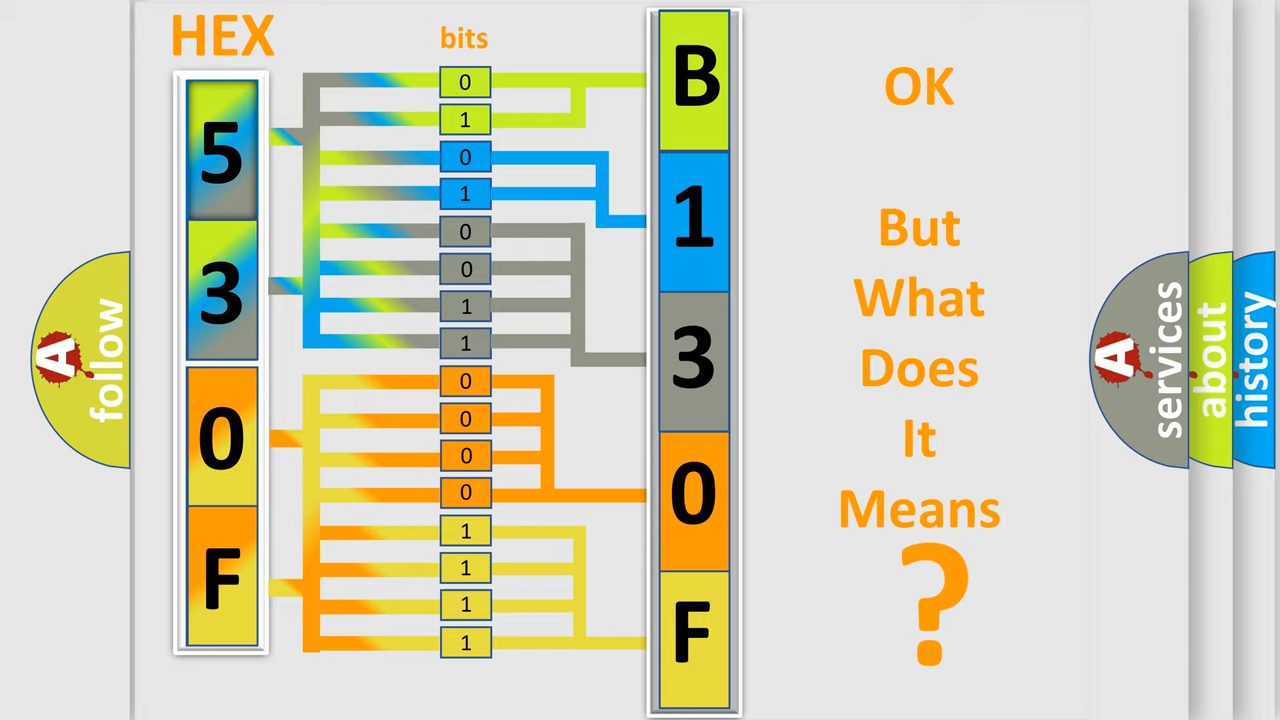 HEX
bits
5
3
0
F
0
1
0
1
0
0
1
1
0
0
0
0
1
1
1
1
B
1
3
0
F
OK
But
What
Does
It
Means
?
A
follow
A
services
about
history